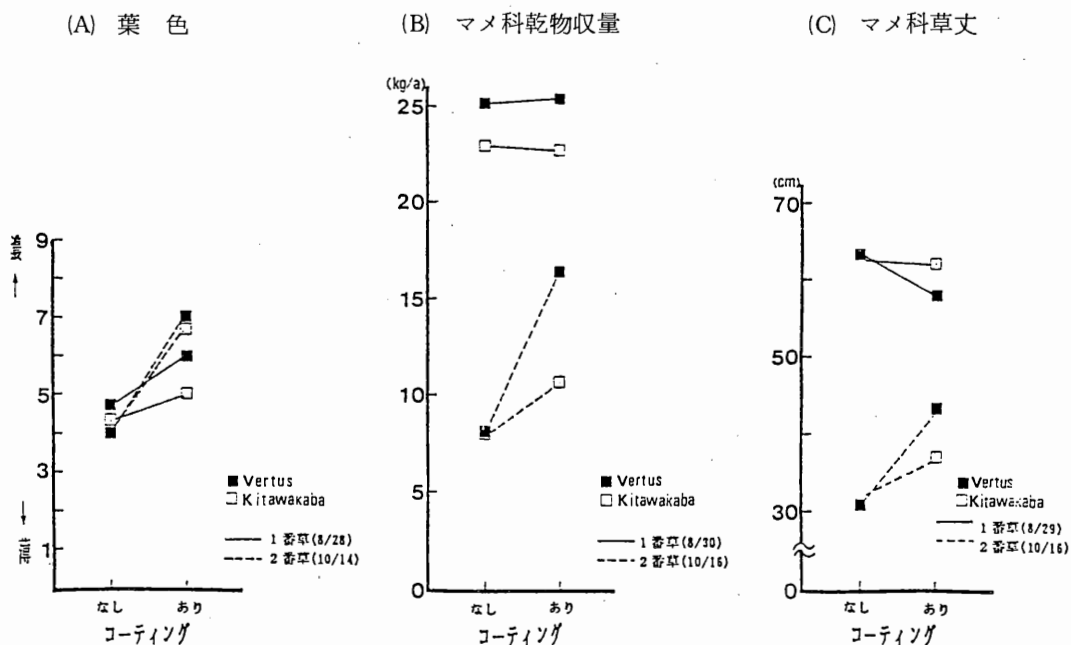 (A) 葉 色
9
7
5
3
1
濃
→
←
淡
■ Vertus
□ Kitawakaba
1 番草(8/28)
2 番草(10/14)
なし あり
コーティング
(B) マメ科乾物収量
(kg/a)
25
20
15
10
5
0
■ Vertus
□ Kitawakaba
1 番草(8/30)
2 番草(10/16)
なし あり
コーティング
(C) マメ科草丈
(cm)
70
50
30
0
■ Vertus
□ Kitawakaba
1 番草(8/29)
2 番草(10/16)
なし あり
コーティング